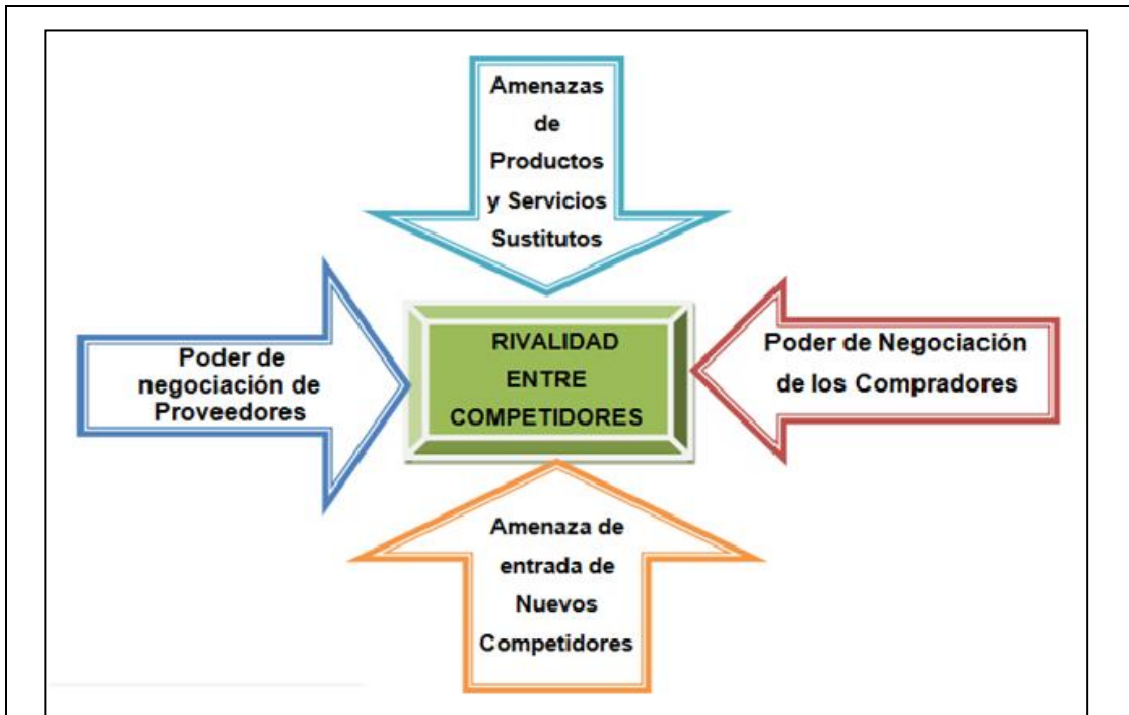 Amenazas
de
Productos
y Servicios
Sustitutos
Poder de
negociación de
Proveedores
RIVALIDAD
ENTRE
COMPETIDORES
Poder de Negociación
de los Compradores
Amenaza de
entrada de
Nuevos
Competidores